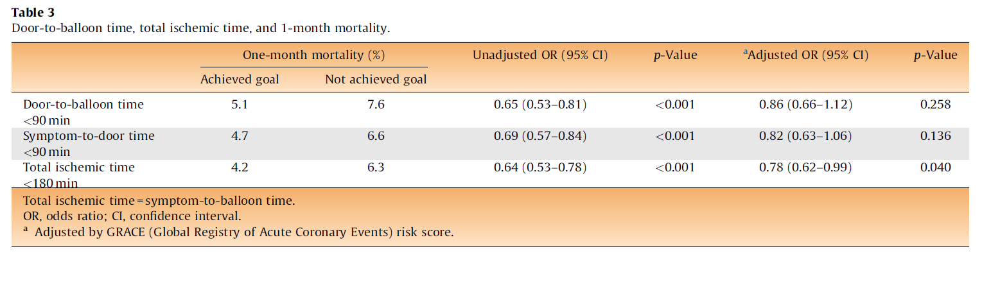 Table 3
Door-to-balloon time, total ischemic time, and 1-month mortality.
One-month mortality (%) Unadjusted OR (95% CI) p-Value aAdjusted OR (95% CI) p-Value
Achieved goal Not achieved goal
Door-to-balloon time 5.1 7.6 0.65 (0.53–0.81) <0.001 0.86 (0.66–1.12) 0.258
<90 min
Symptom-to-door time 4.7 6.6 0.69 (0.57–0.84) <0.001 0.82 (0.63–1.06) 0.136
<90 min
Total ischemic time 4.2 6.3 0.64 (0.53–0.78) <0.001 0.78 (0.62–0.99) 0.040
<180 min
Total ischemic time = symptom-to-balloon time.
OR, odds ratio; CI, confidence interval.
a Adjusted by GRACE (Global Registry of Acute Coronary Events) risk score.